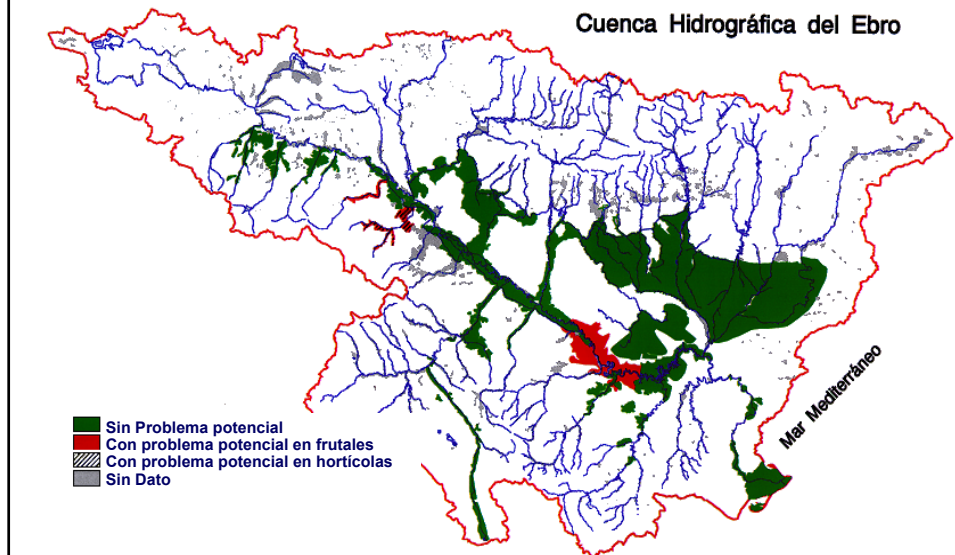 Cuenca Hidrográfica del Ebro
Mar Mediterráneo
Sin Problema potencial
Con problema potencial en frutales
Con problema potencial en hortícolas
Sin Dato